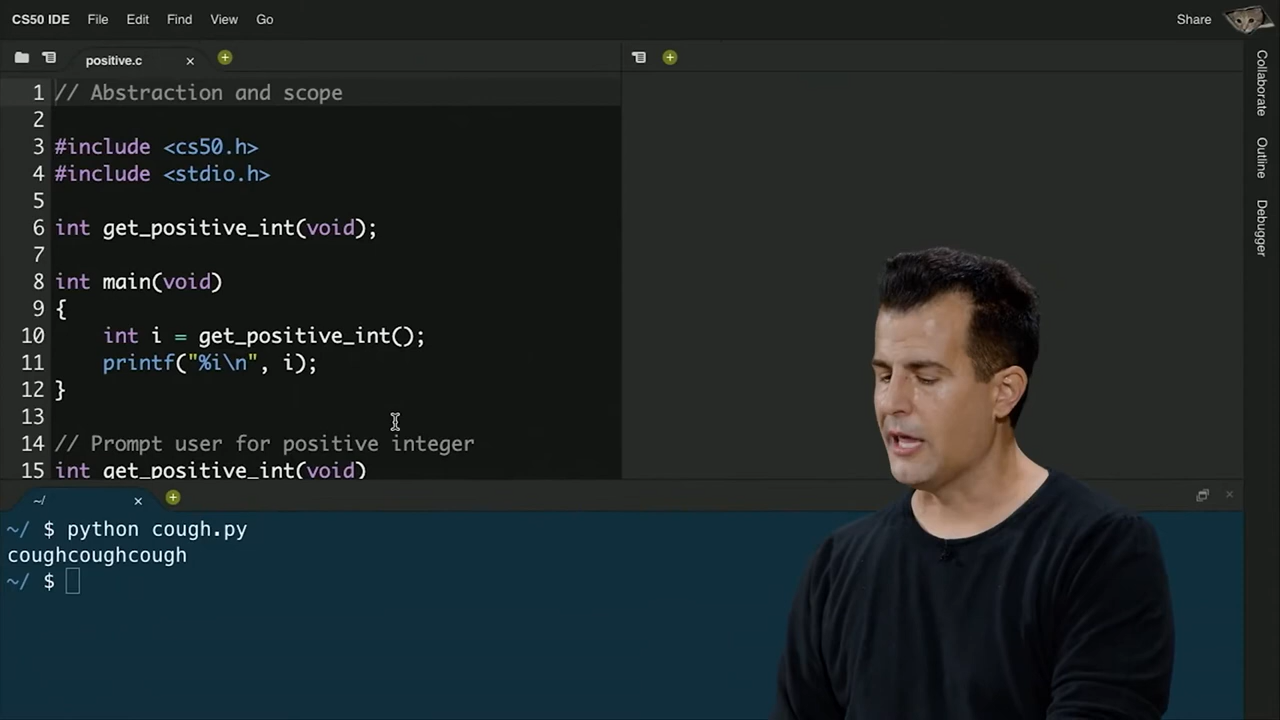 CS50 IDE File Edit Find View Go Share
positive.c
1 // Abstraction and scope
2
3 #include <cs50.h>
4 #include <stdio.h>
5
6 int get_positive_int(void);
7
8 int main(void)
9 {
10 int i = get_positive_int();
11 printf("%i\n", i);
12 }
13
14 // Prompt user for positive integer
15 int get_positive_int(void)
Collaborate
Outline
Debugger
~/
~/ $ python cough.py
coughcoughcough
~/ $